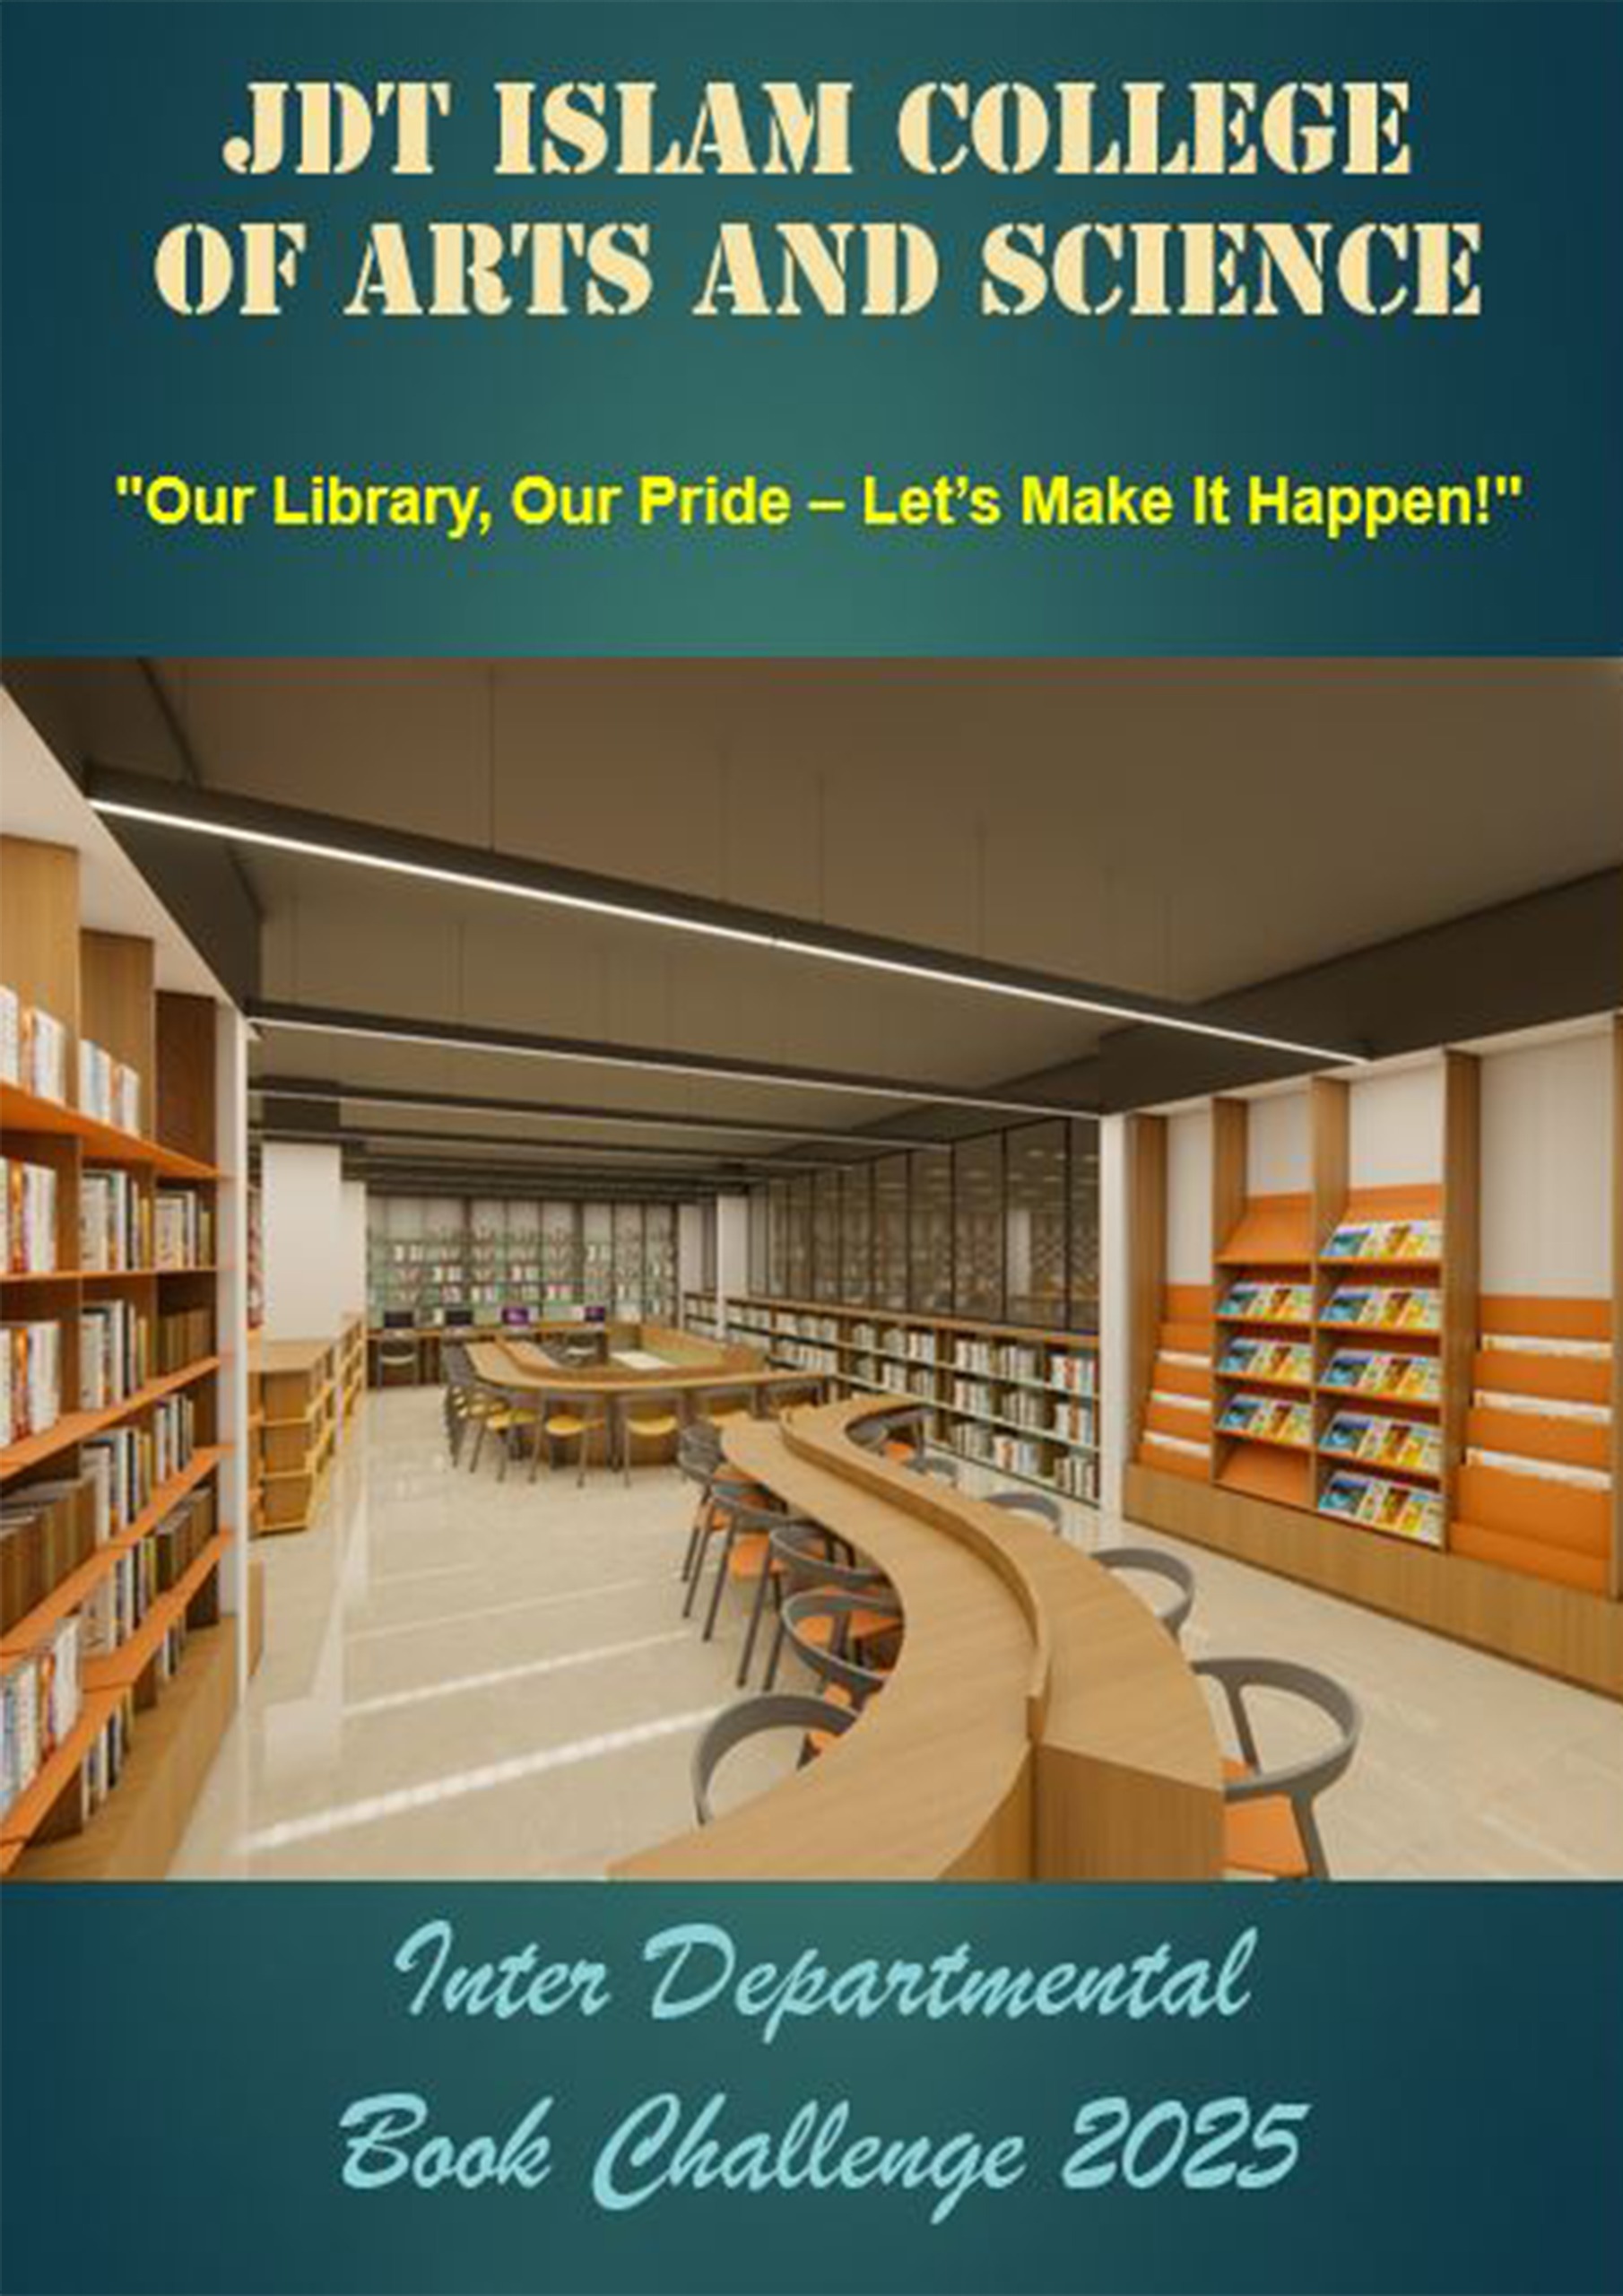 JDT ISLAM COLLEGE
OF ARTS AND SCIENCE
"Our Library, Our Pride – Let’s Make It Happen!"
Inter Departmental
Book Challenge 2025